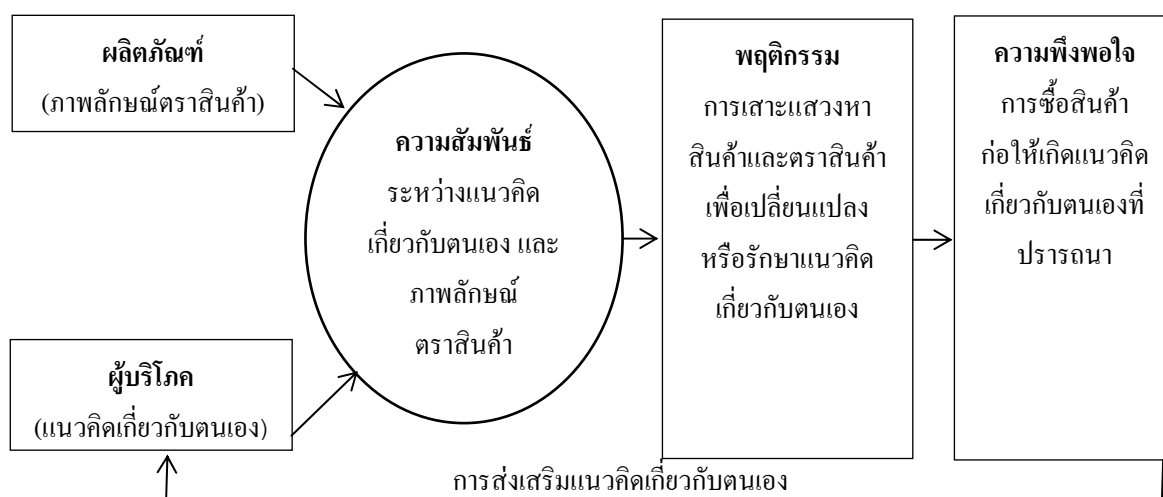 ผลิตภัณฑ์
(ภาพลักษณ์ตราสินค้า)
ผู้บริโภค
(แนวคิดเกี่ยวกับตนเอง)
ความสัมพันธ์
ระหว่างแนวคิด
เกี่ยวกับตนเอง และ
ภาพลักษณ์
ตราสินค้า
พฤติกรรม
การเสาะแสวงหา
สินค้าและตราสินค้า
เพื่อเปลี่ยนแปลง
หรือรักษาแนวคิด
เกี่ยวกับตนเอง
ความพึงพอใจ
การซื้อสินค้า
ก่อให้เกิดแนวคิด
เกี่ยวกับตนเองที่
ปรารถนา
การส่งเสริมแนวคิดเกี่ยวกับตนเอง